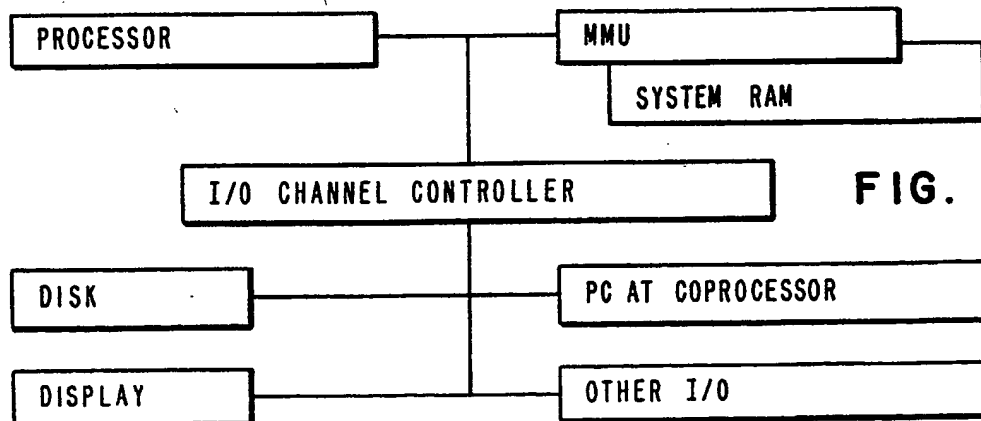 PROCESSOR
MMU
SYSTEM RAM
I/O CHANNEL CONTROLLER
FIG.
DISK
PC AT COPROCESSOR
DISPLAY
OTHER I/O